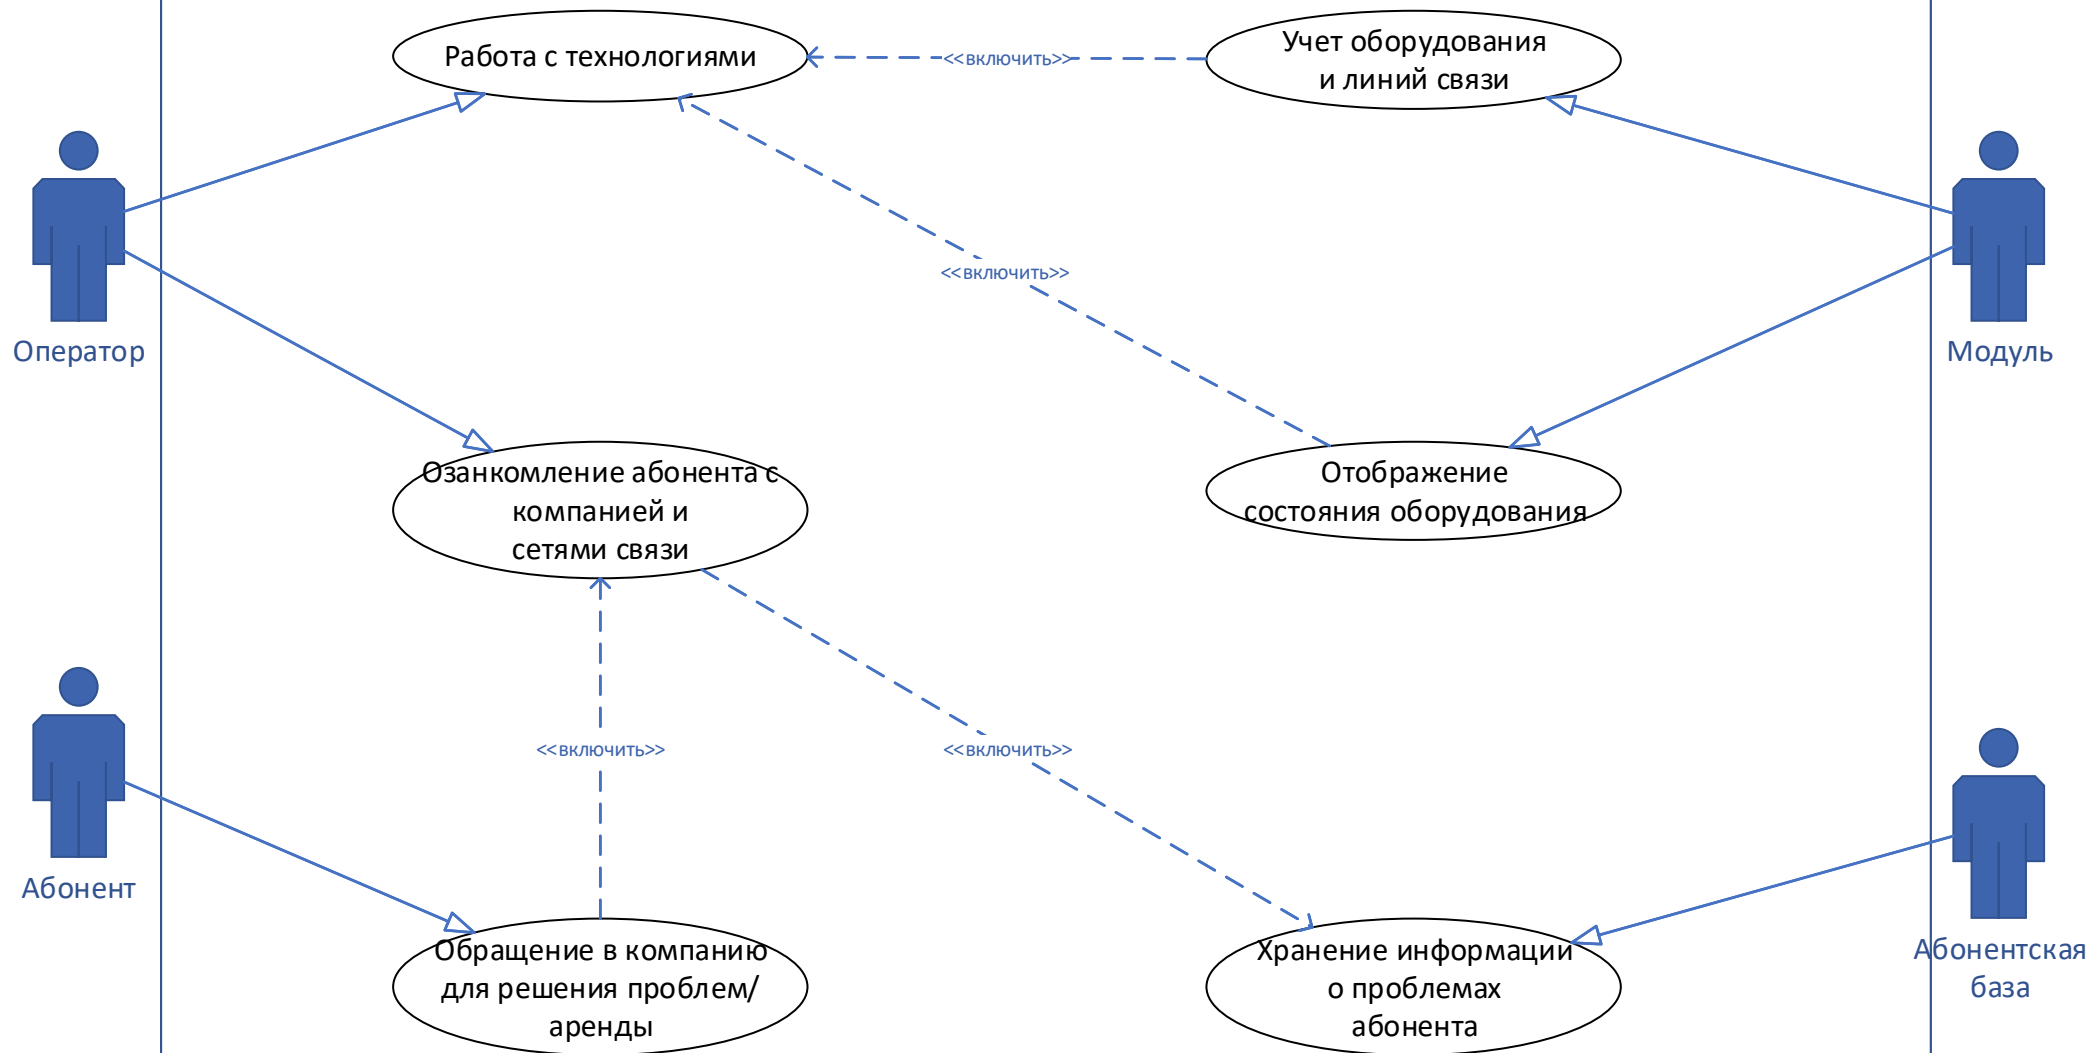 Работа с технологиями
<<включить>>
Учет оборудования
и линий связи
Оператор
<<включить>>
Модуль
Озанкомление абонента с
компанией и
сетями связи
Отображение
состояния оборудования
<<включить>>
<<включить>>
Абонент
Обращение в компанию
для решения проблем/
аренды
Хранение информации
о проблемах
абонента
Абонентская
база